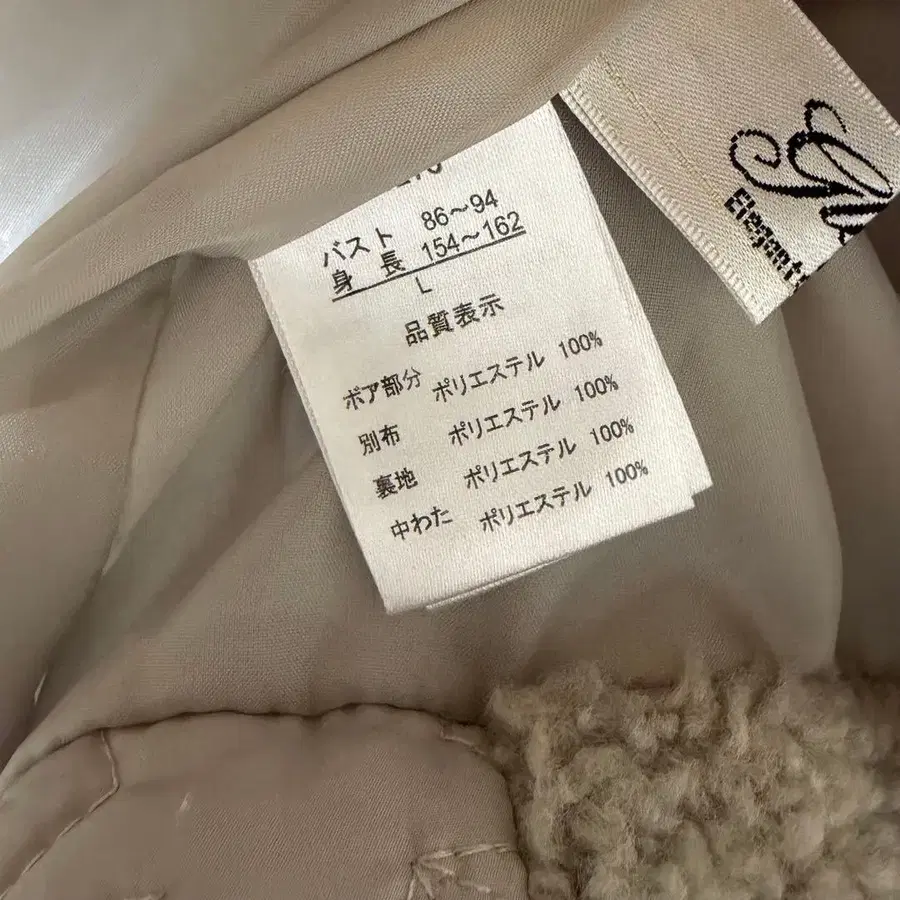 バスト 86～94
身 長 154～162
L
品質表示
ボア部分 ポリエステル 100%
別布 ポリエステル 100%
裏地 ポリエステル 100%
中わた ポリエステル 100%
Elegant